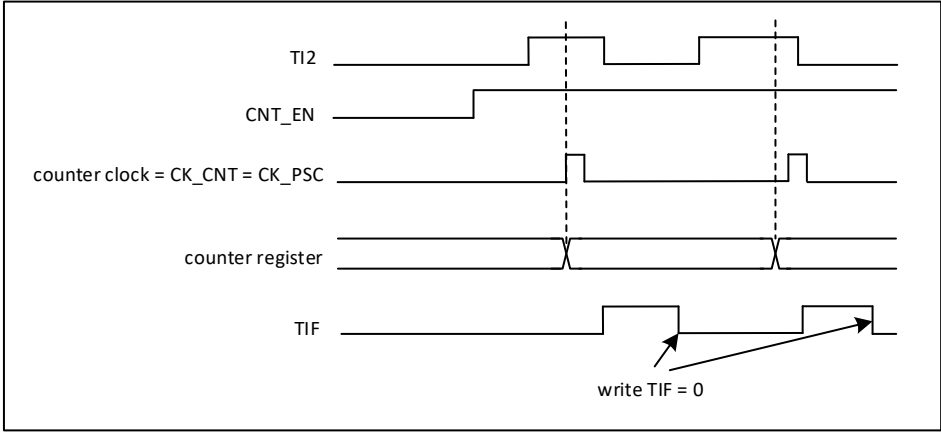 TI2
CNT_EN
counter clock = CK_CNT = CK_PSC
counter register
TIF
write TIF = 0